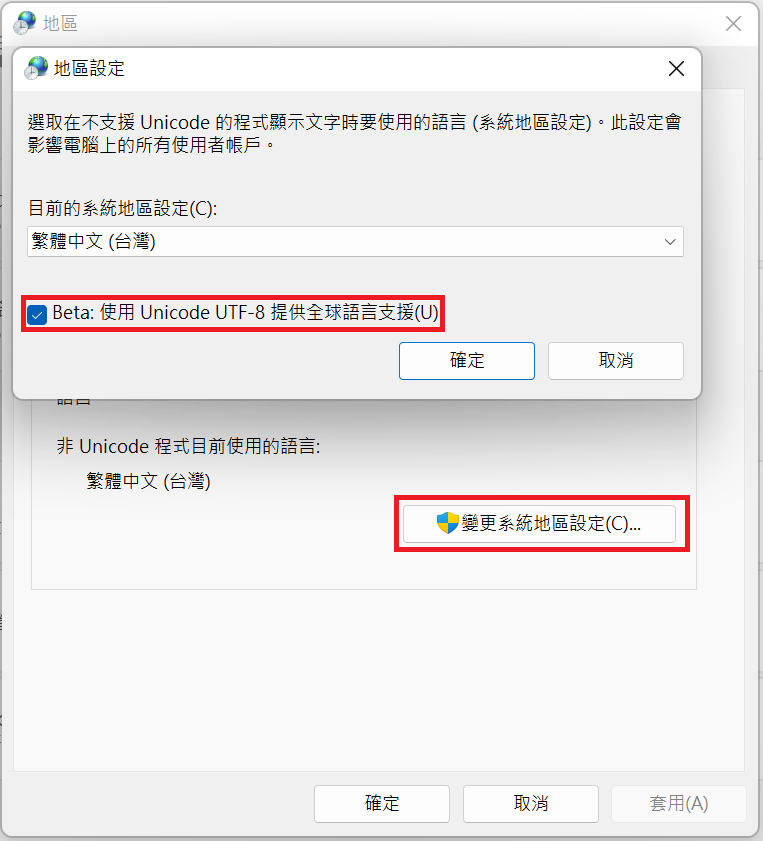 地區
地區設定
選取在不支援 Unicode 的程式顯示文字時要使用的語言 (系統地區設定)。此設定會
影響電腦上的所有使用者帳戶。
目前的系統地區設定(C):
繁體中文 (台灣)
Beta: 使用 Unicode UTF-8 提供全球語言支援(U)
確定
取消
非 Unicode 程式目前使用的語言:
繁體中文 (台灣)
變更系統地區設定(C)...
確定
取消
套用(A)